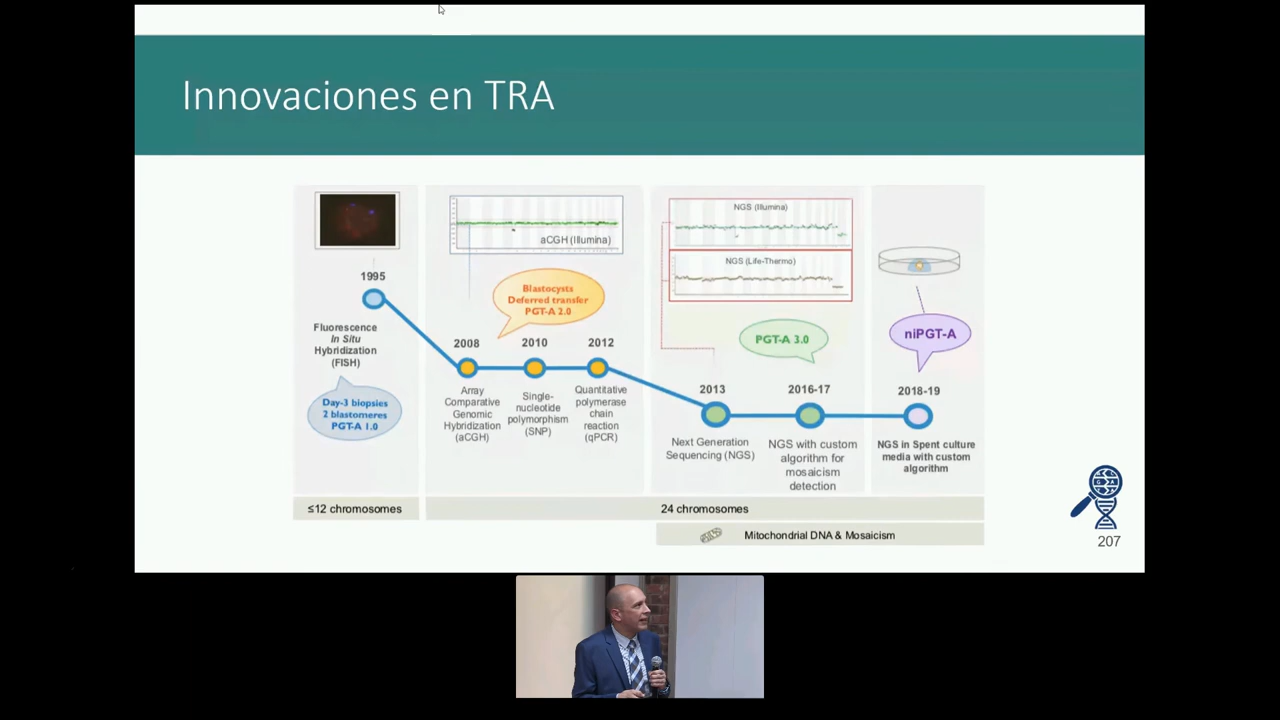 Innovaciones en TRA
1995
Fluorescence
In Situ
Hybridization
(FISH)
Day-3 biopsies
2 blastomeres
PGT-A 1.0
≤12 chromosomes
aCGH (Illumina)
Blastocysts
Deferred transfer
PGT-A 2.0
2008
Array
Comparative
Genomic
Hybridization
(aCGH)
2010
Single-
nucleotide
polymorphism
(SNP)
2012
Quantitative
polymerase
chain
reaction
(qPCR)
NGS (Illumina)
NGS (Life-Thermo)
PGT-A 3.0
2013
Next Generation
Sequencing (NGS)
2016-17
NGS with custom
algorithm for
mosaicism
detection
niPGT-A
2018-19
NGS in Spent culture
media with custom
algorithm
24 chromosomes
Mitochondrial DNA & Mosaicism
207